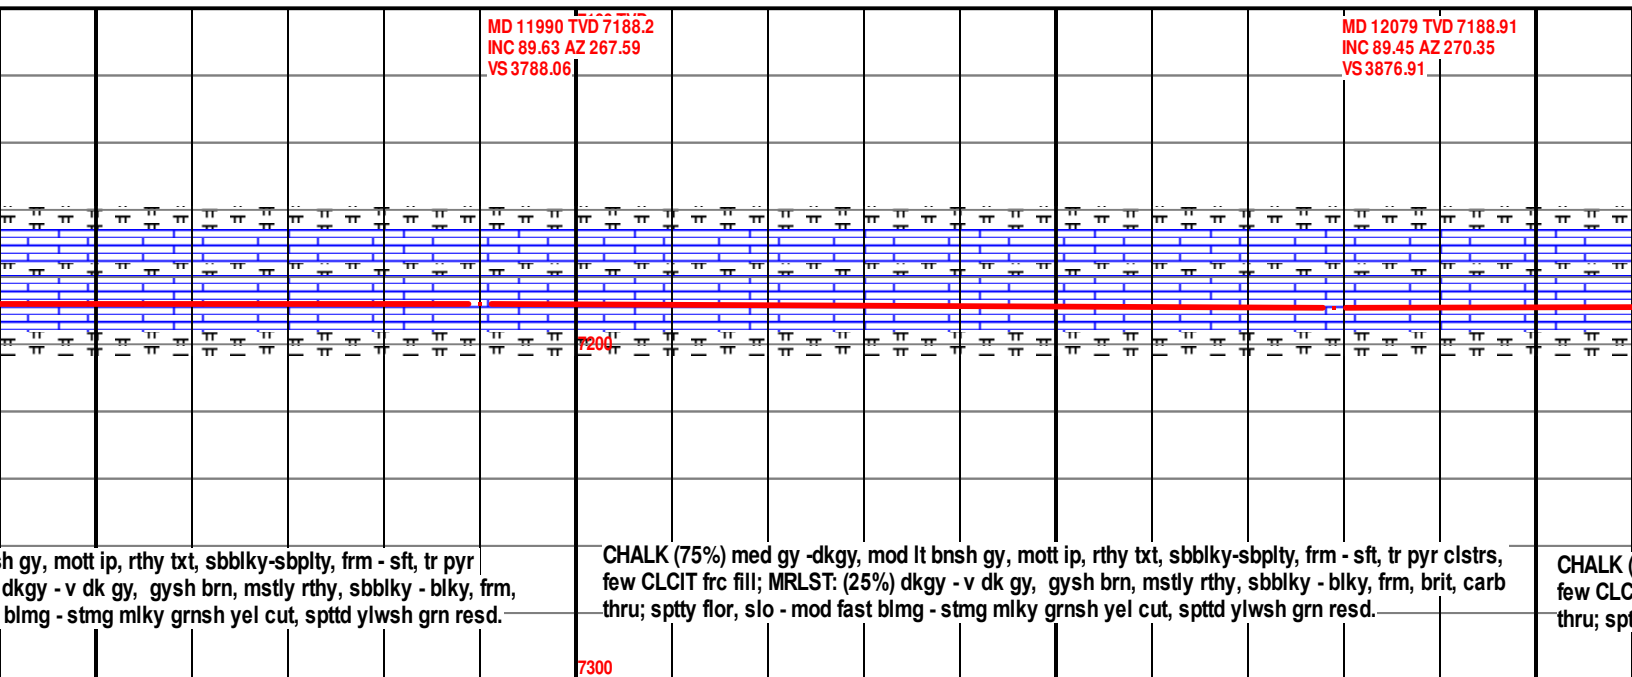 7100 TVD
MD 11990 TVD 7188.2
INC 89.63 AZ 267.59
VS 3788.06
MD 12079 TVD 7188.91
INC 89.45 AZ 270.35
VS 3876.91
7200
sh gy, mott ip, rthy txt, sbblky-sbplty, frm - sft, tr pyr
dkgy - v dk gy, gysh brn, mstly rthy, sbblky - blky, frm,
blmg - stmg mlky grnsh yel cut, spttd ylwsh grn resd.
CHALK (75%) med gy -dkgy, mod lt bnsh gy, mott ip, rthy txt, sbblky-sbplty, frm - sft, tr pyr clstrs,
few CLCIT frc fill; MRLST: (25%) dkgy - v dk gy, gysh brn, mstly rthy, sbblky - blky, frm, brit, carb
thru; sptty flor, slo - mod fast blmg - stmg mlky grnsh yel cut, spttd ylwsh grn resd.
CHALK (
few CLC
thru; spt
7300